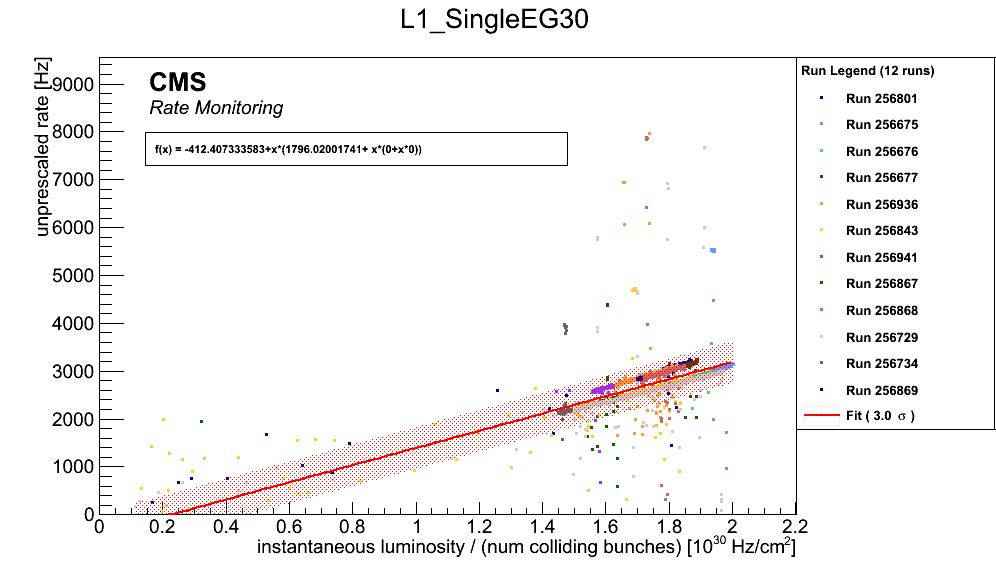 L1_SingleEG30
unprescaled rate [Hz]
9000
8000
7000
6000
5000
4000
3000
2000
1000
0
CMS
Rate Monitoring
f(x) = -412.407333583+x*(1796.02001741+ x*(0+x*0))
Run Legend (12 runs)
Run 256801
Run 256675
Run 256676
Run 256677
Run 256936
Run 256843
Run 256941
Run 256867
Run 256868
Run 256729
Run 256734
Run 256869
Fit ( 3.0 σ )
0 0.2 0.4 0.6 0.8 1 1.2 1.4 1.6 1.8 2 2.2
instantaneous luminosity / (num colliding bunches) [10³⁰ Hz/cm²]